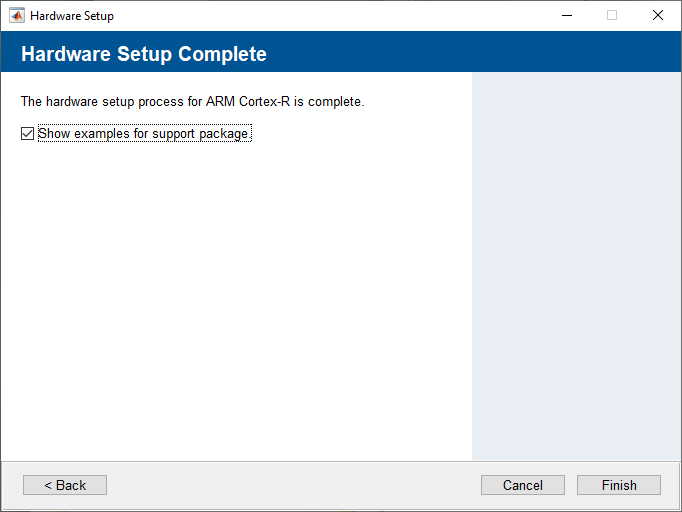 Hardware Setup
Hardware Setup Complete
The hardware setup process for ARM Cortex-R is complete.
Show examples for support package.
< Back
Cancel
Finish